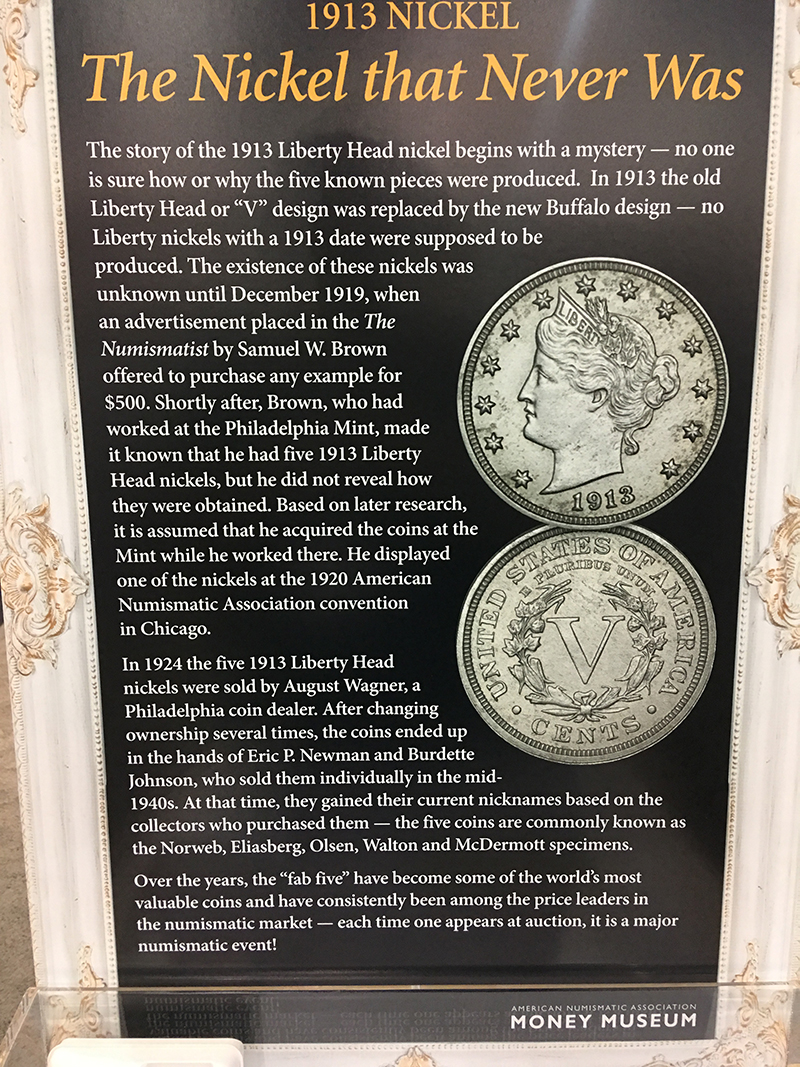 1913 NICKEL
The Nickel that Never Was
The story of the 1913 Liberty Head nickel begins with a mystery — no one
is sure how or why the five known pieces were produced. In 1913 the old
Liberty Head or “V” design was replaced by the new Buffalo design — no
Liberty nickels with a 1913 date were supposed to be
produced. The existence of these nickels was
unknown until December 1919, when
an advertisement placed in the The
Numismatist by Samuel W. Brown
offered to purchase any example for
$500. Shortly after, Brown, who had
worked at the Philadelphia Mint, made
it known that he had five 1913 Liberty
Head nickels, but he did not reveal how
they were obtained. Based on later research,
it is assumed that he acquired the coins at the
Mint while he worked there. He displayed
one of the nickels at the 1920 American
Numismatic Association convention
in Chicago.
LIBERTY
1913
UNITED STATES OF AMERICA
E PLURIBUS UNUM
V
CENTS
In 1924 the five 1913 Liberty Head
nickels were sold by August Wagner, a
Philadelphia coin dealer. After changing
ownership several times, the coins ended up
in the hands of Eric P. Newman and Burdette
Johnson, who sold them individually in the mid-
1940s. At that time, they gained their current nicknames based on the
collectors who purchased them — the five coins are commonly known as
the Norweb, Eliasberg, Olsen, Walton and McDermott specimens.
Over the years, the “fab five” have become some of the world’s most
valuable coins and have consistently been among the price leaders in
the numismatic market — each time one appears at auction, it is a major
numismatic event!
AMERICAN NUMISMATIC ASSOCIATION
MONEY MUSEUM